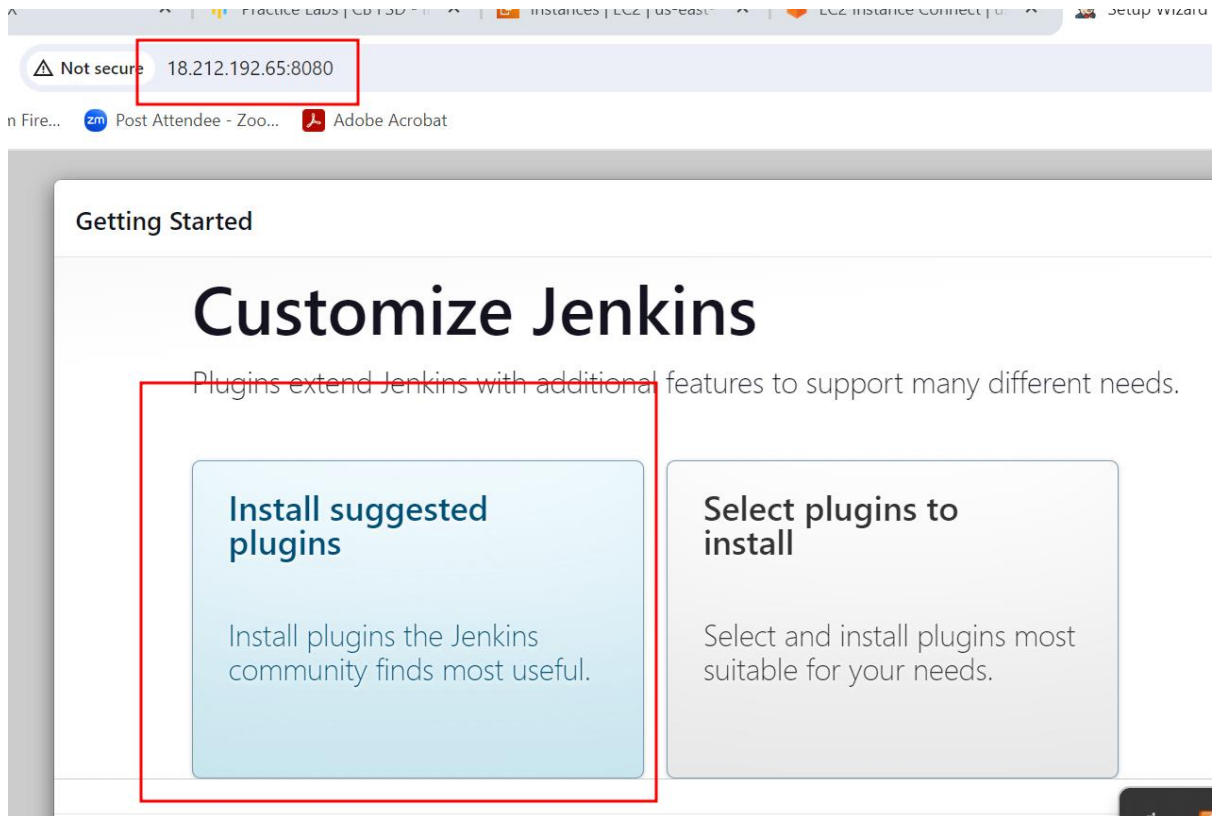 Practice Labs | CBTSD - 
Instances | EC2 | us-east-
EC2 Instance Connect | u
Setup Wizard
Not secure 18.212.192.65:8080
n Fire... zm Post Attendee - Zoo... Adobe Acrobat
Getting Started
Customize Jenkins
Plugins extend Jenkins with additional features to support many different needs.
Install suggested
plugins
Install plugins the Jenkins
community finds most useful.
Select plugins to
install
Select and install plugins most
suitable for your needs.